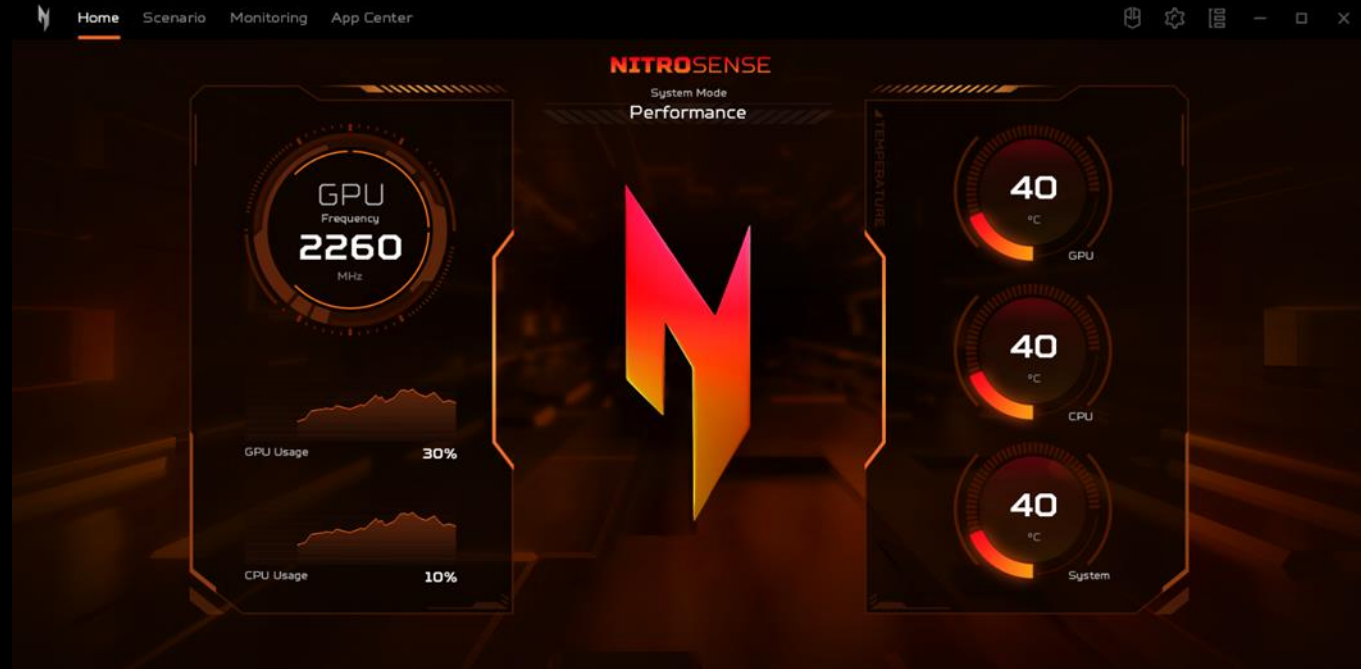 Home Scenario Monitoring App Center
NITROSENSE
System Mode
Performance
GPU
Frequency
2260
MHz
GPU Usage 30%
CPU Usage 10%
TEMPERATURE
40
°C
GPU
40
°C
CPU
40
°C
System